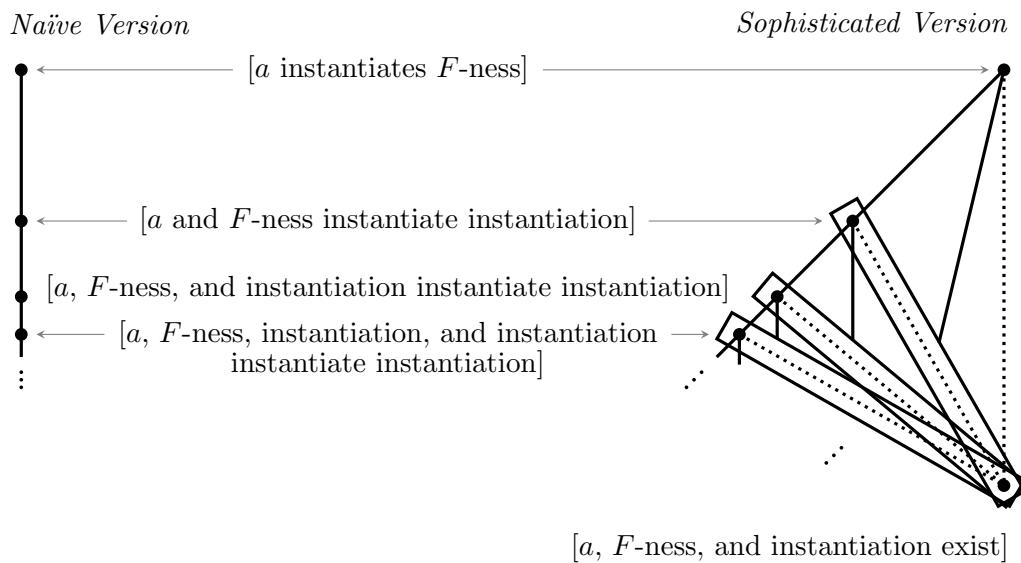 Naïve Version
Sophisticated Version
[a instantiates F-ness]
[a and F-ness instantiate instantiation]
[a, F-ness, and instantiation instantiate instantiation]
[a, F-ness, instantiation, and instantiation
instantiate instantiation]
[a, F-ness, and instantiation exist]